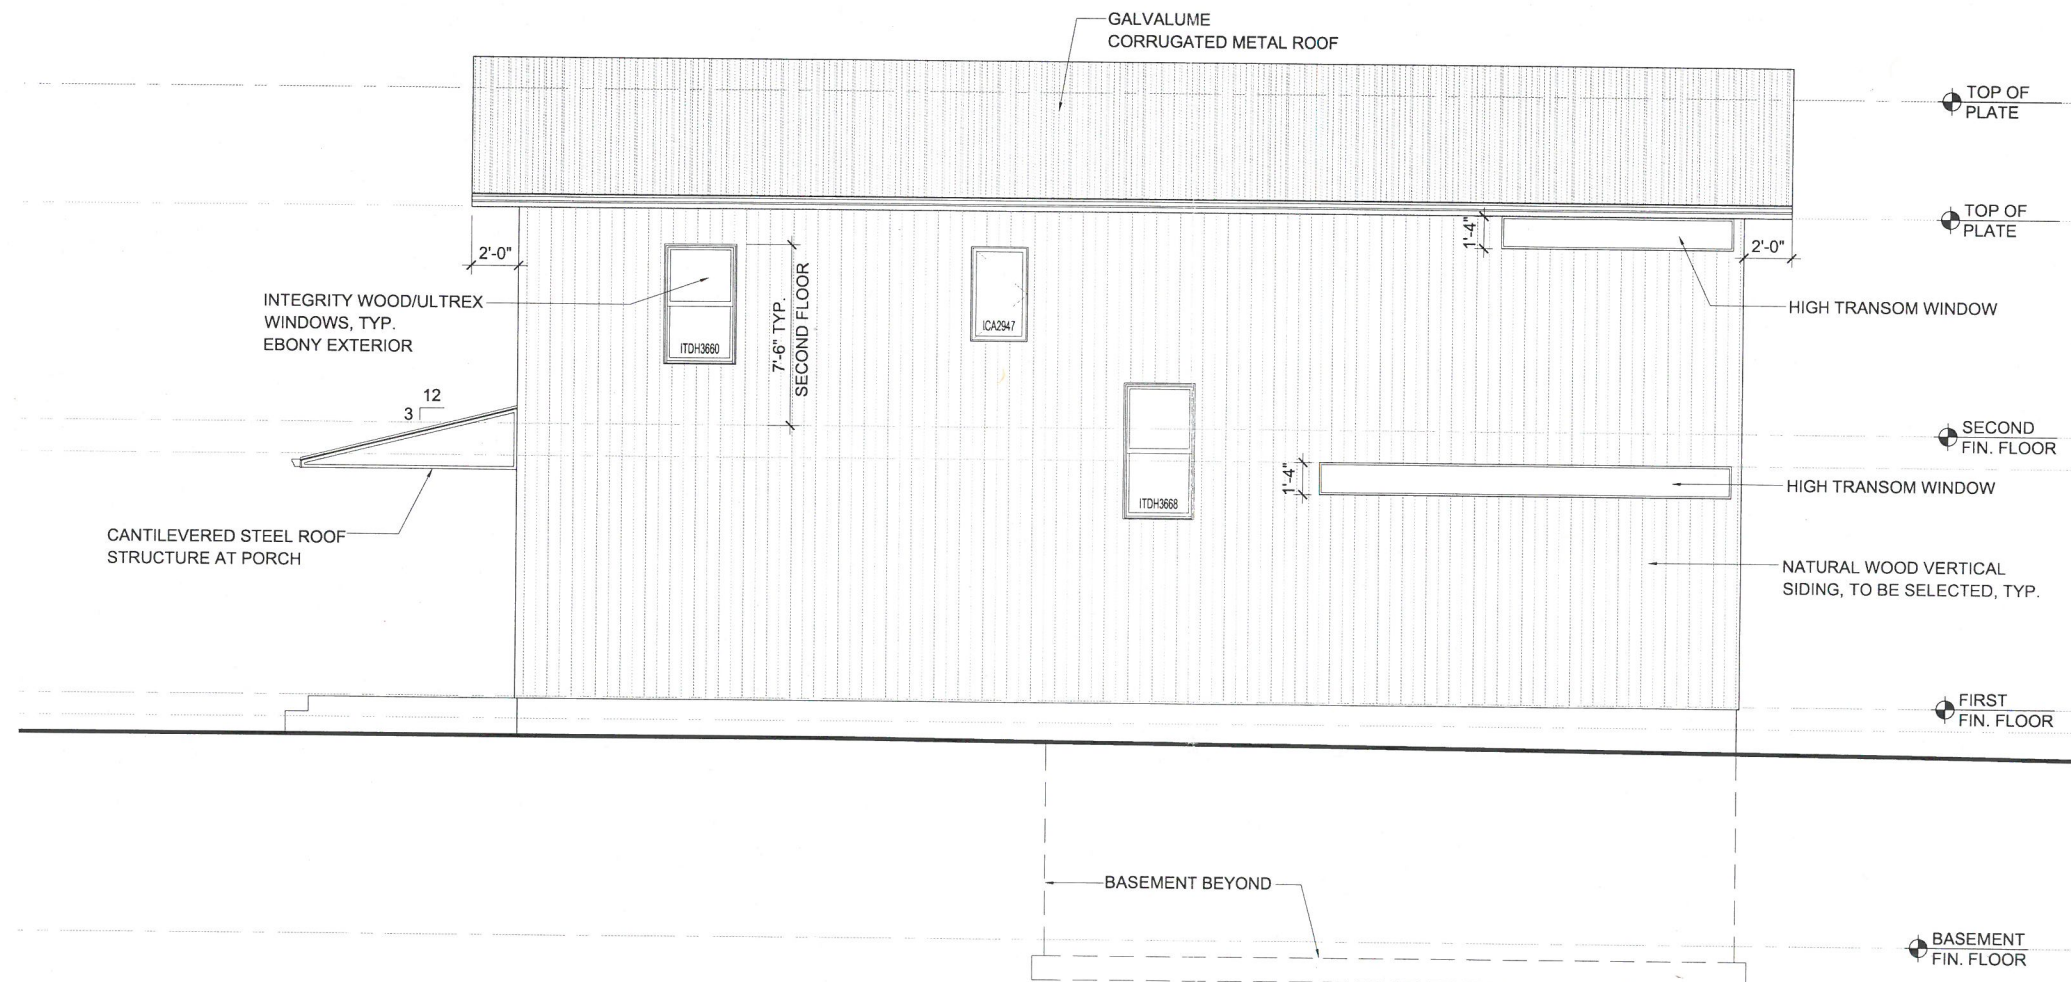 GALVALUME
CORRUGATED METAL ROOF
TOP OF
PLATE
TOP OF
PLATE
1'-4"
2'-0"
2'-0"
INTEGRITY WOOD/ULTREX
WINDOWS, TYP.
EBONY EXTERIOR
ITDH3660
7'-6" TYP.
SECOND FLOOR
ICA2947
HIGH TRANSOM WINDOW
12
3
SECOND
FIN. FLOOR
1'-4"
ITDH3668
HIGH TRANSOM WINDOW
CANTILEVERED STEEL ROOF
STRUCTURE AT PORCH
NATURAL WOOD VERTICAL
SIDING, TO BE SELECTED, TYP.
FIRST
FIN. FLOOR
BASEMENT BEYOND
BASEMENT
FIN. FLOOR